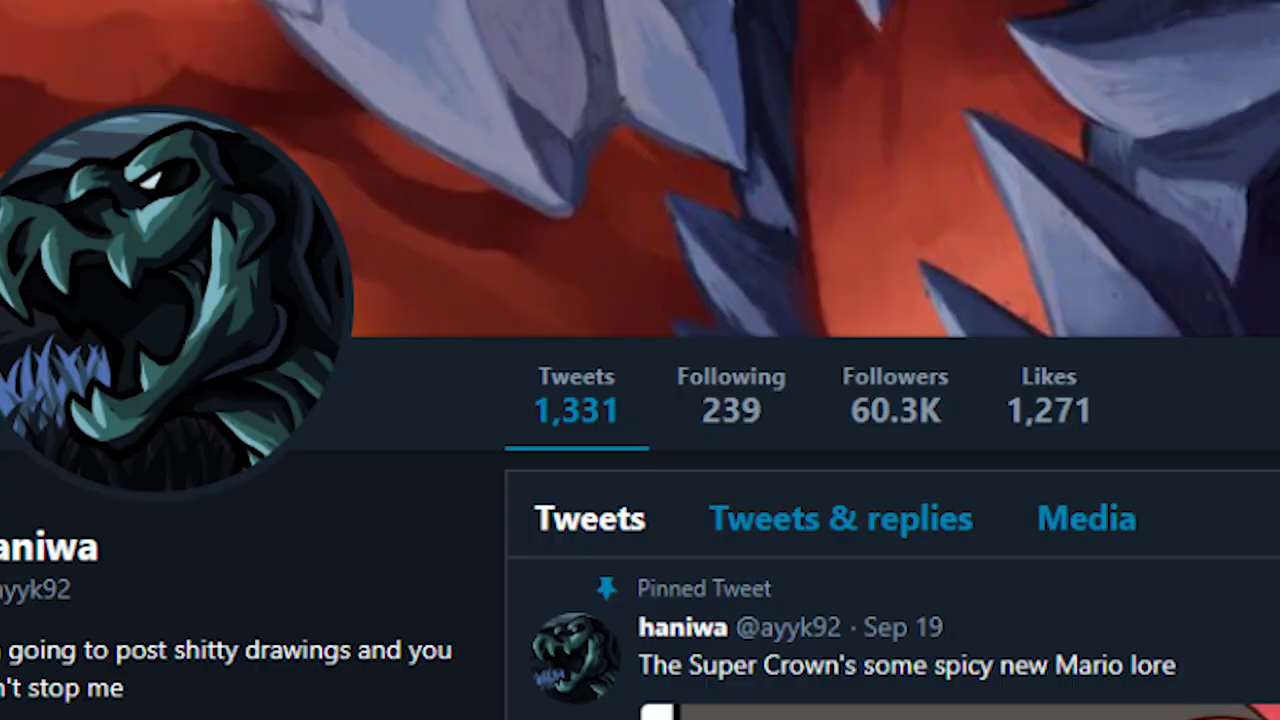 Tweets Following Followers Likes
1,331 239 60.3K 1,271
Tweets Tweets & replies Media
Pinned Tweet
haniwa @ayyk92 · Sep 19
The Super Crown's some spicy new Mario lore
aniwa
ayyk92
going to post shitty drawings and you
n't stop me